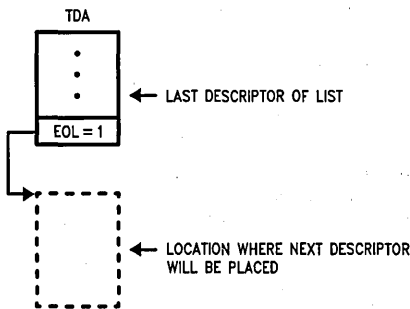 TDA
LAST DESCRIPTOR OF LIST
EOL = 1
LOCATION WHERE NEXT DESCRIPTOR
WILL BE PLACED